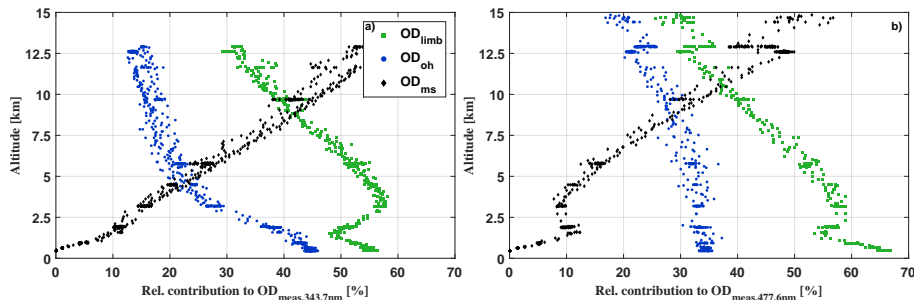 a)
OD_limb
OD_oh
OD_ms
15
12.5
10
7.5
5
2.5
0
Altitude [km]
0 10 20 30 40 50 60 70
Rel. contribution to OD_meas,343.7nm [%]
b)
15
12.5
10
7.5
5
2.5
0
Altitude [km]
0 10 20 30 40 50 60 70
Rel. contribution to OD_meas,477.6nm [%]